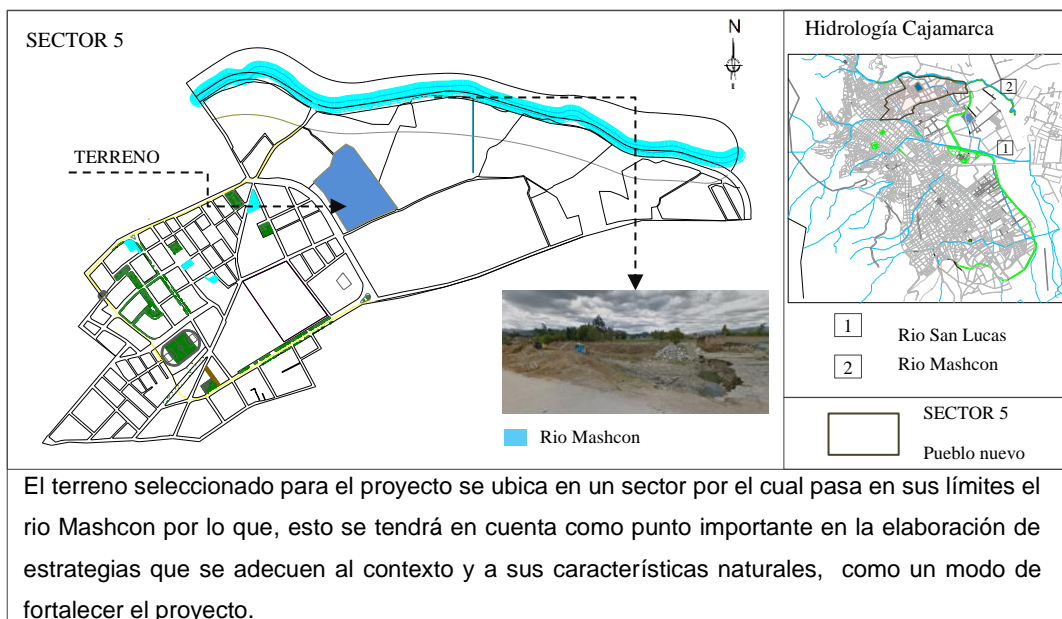 SECTOR 5
N
TERRENO
Rio Mashcon
Hidrología Cajamarca
2
1
1 Rio San Lucas
2 Rio Mashcon
SECTOR 5
Pueblo nuevo
El terreno seleccionado para el proyecto se ubica en un sector por el cual pasa en sus límites el
rio Mashcon por lo que, esto se tendrá en cuenta como punto importante en la elaboración de
estrategias que se adecuen al contexto y a sus características naturales, como un modo de
fortalecer el proyecto.